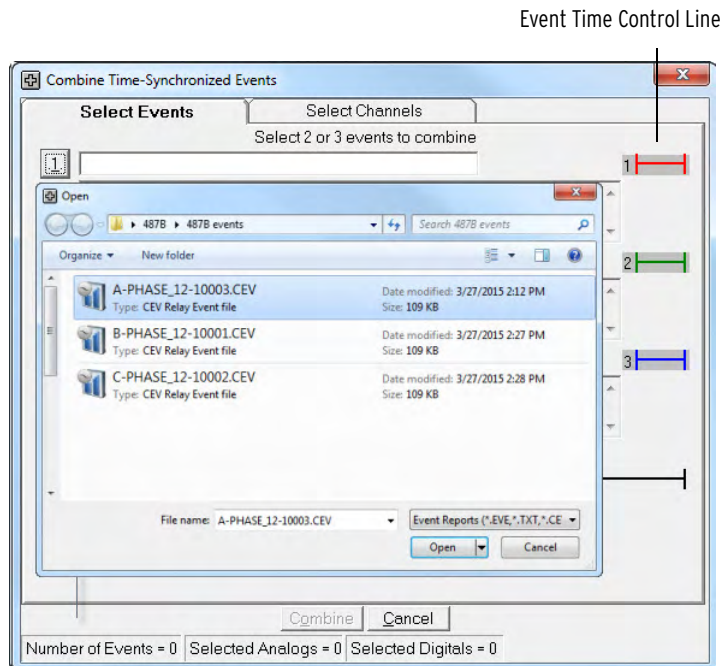 Event Time Control Line
Combine Time-Synchronized Events
Select Events Select Channels
Select 2 or 3 events to combine
1
1
Open
487B 487B events
Search 487B events
Organize New folder
2
A-PHASE_12-10003.CEV
Type: CEV Relay Event file
Date modified: 3/27/2015 2:12 PM
Size: 109 KB
B-PHASE_12-10001.CEV
Type: CEV Relay Event file
Date modified: 3/27/2015 2:27 PM
Size: 109 KB
C-PHASE_12-10002.CEV
Type: CEV Relay Event file
Date modified: 3/27/2015 2:28 PM
Size: 109 KB
3
File name: A-PHASE_12-10003.CEV
Event Reports (*.EVE,*.TXT,*.CE
Open Cancel
Combine Cancel
Number of Events = 0 Selected Analogs = 0 Selected Digitals = 0